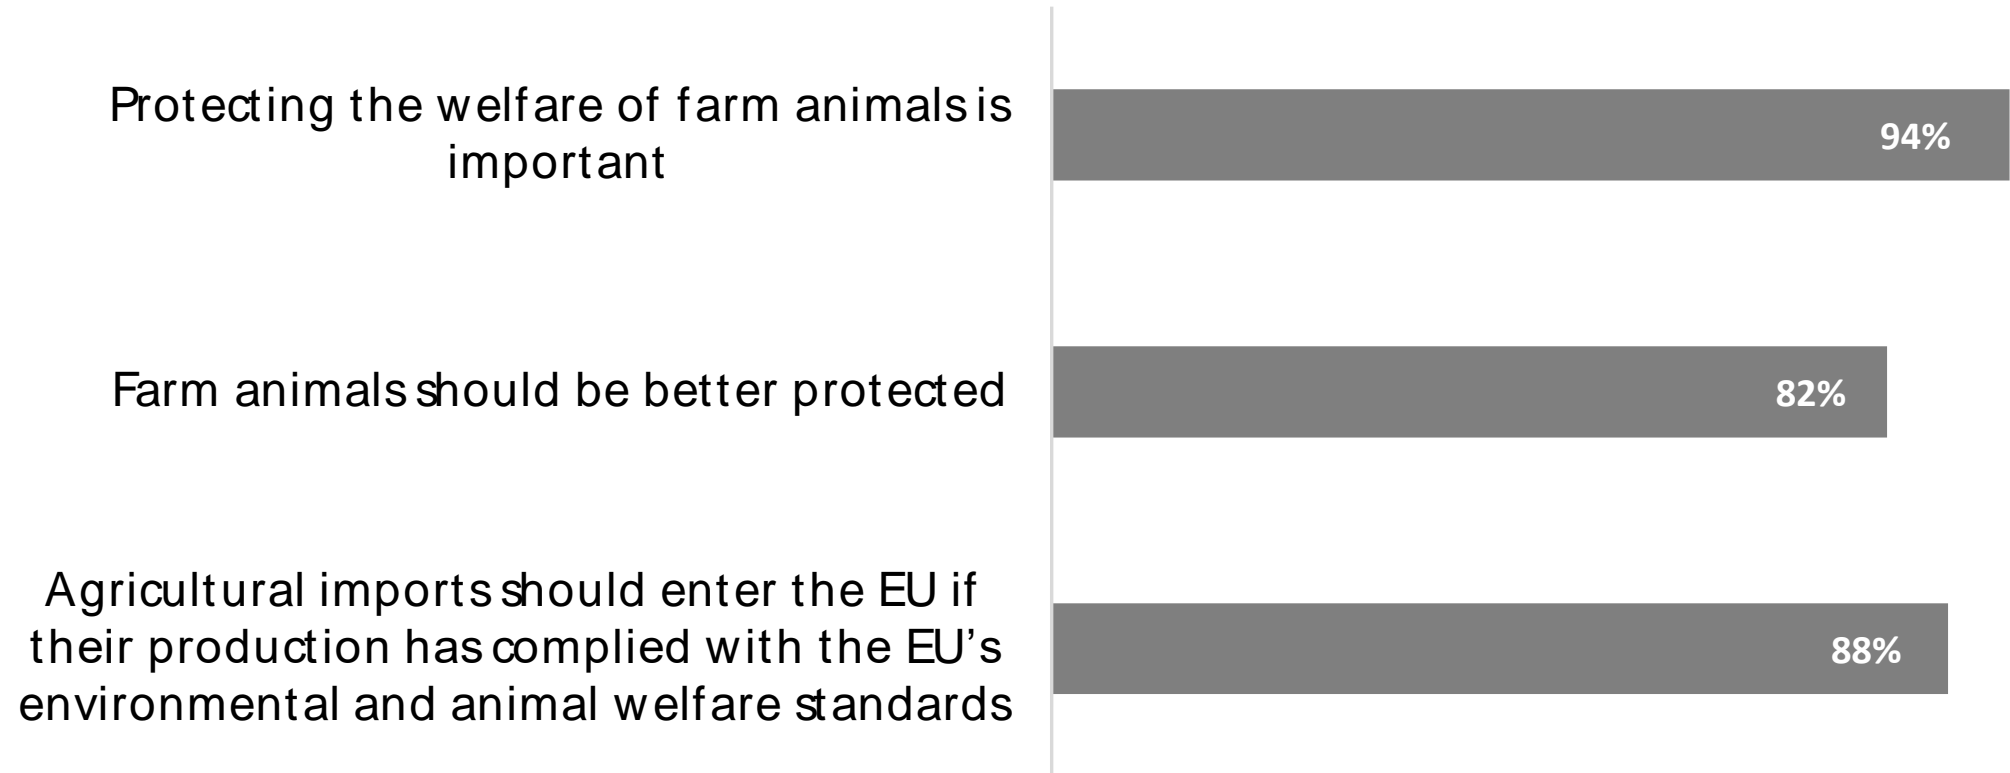 Protecting the welfare of farm animals is
important
94%
Farm animals should be better protected
82%
Agricultural imports should enter the EU if
their production has complied with the EU’s
environmental and animal welfare standards
88%